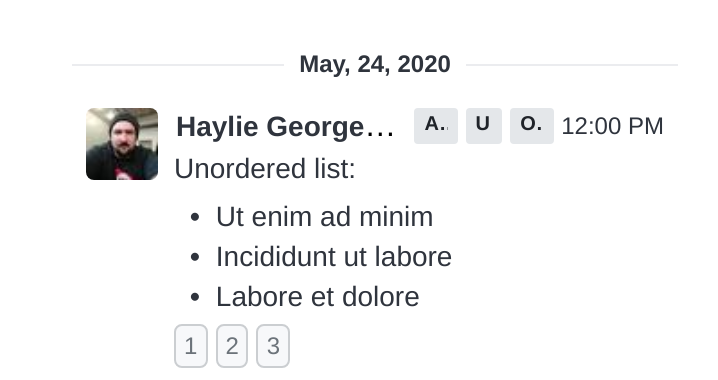 May, 24, 2020
Haylie George… A. U O. 12:00 PM
Unordered list:
• Ut enim ad minim
• Incididunt ut labore
• Labore et dolore
1 2 3